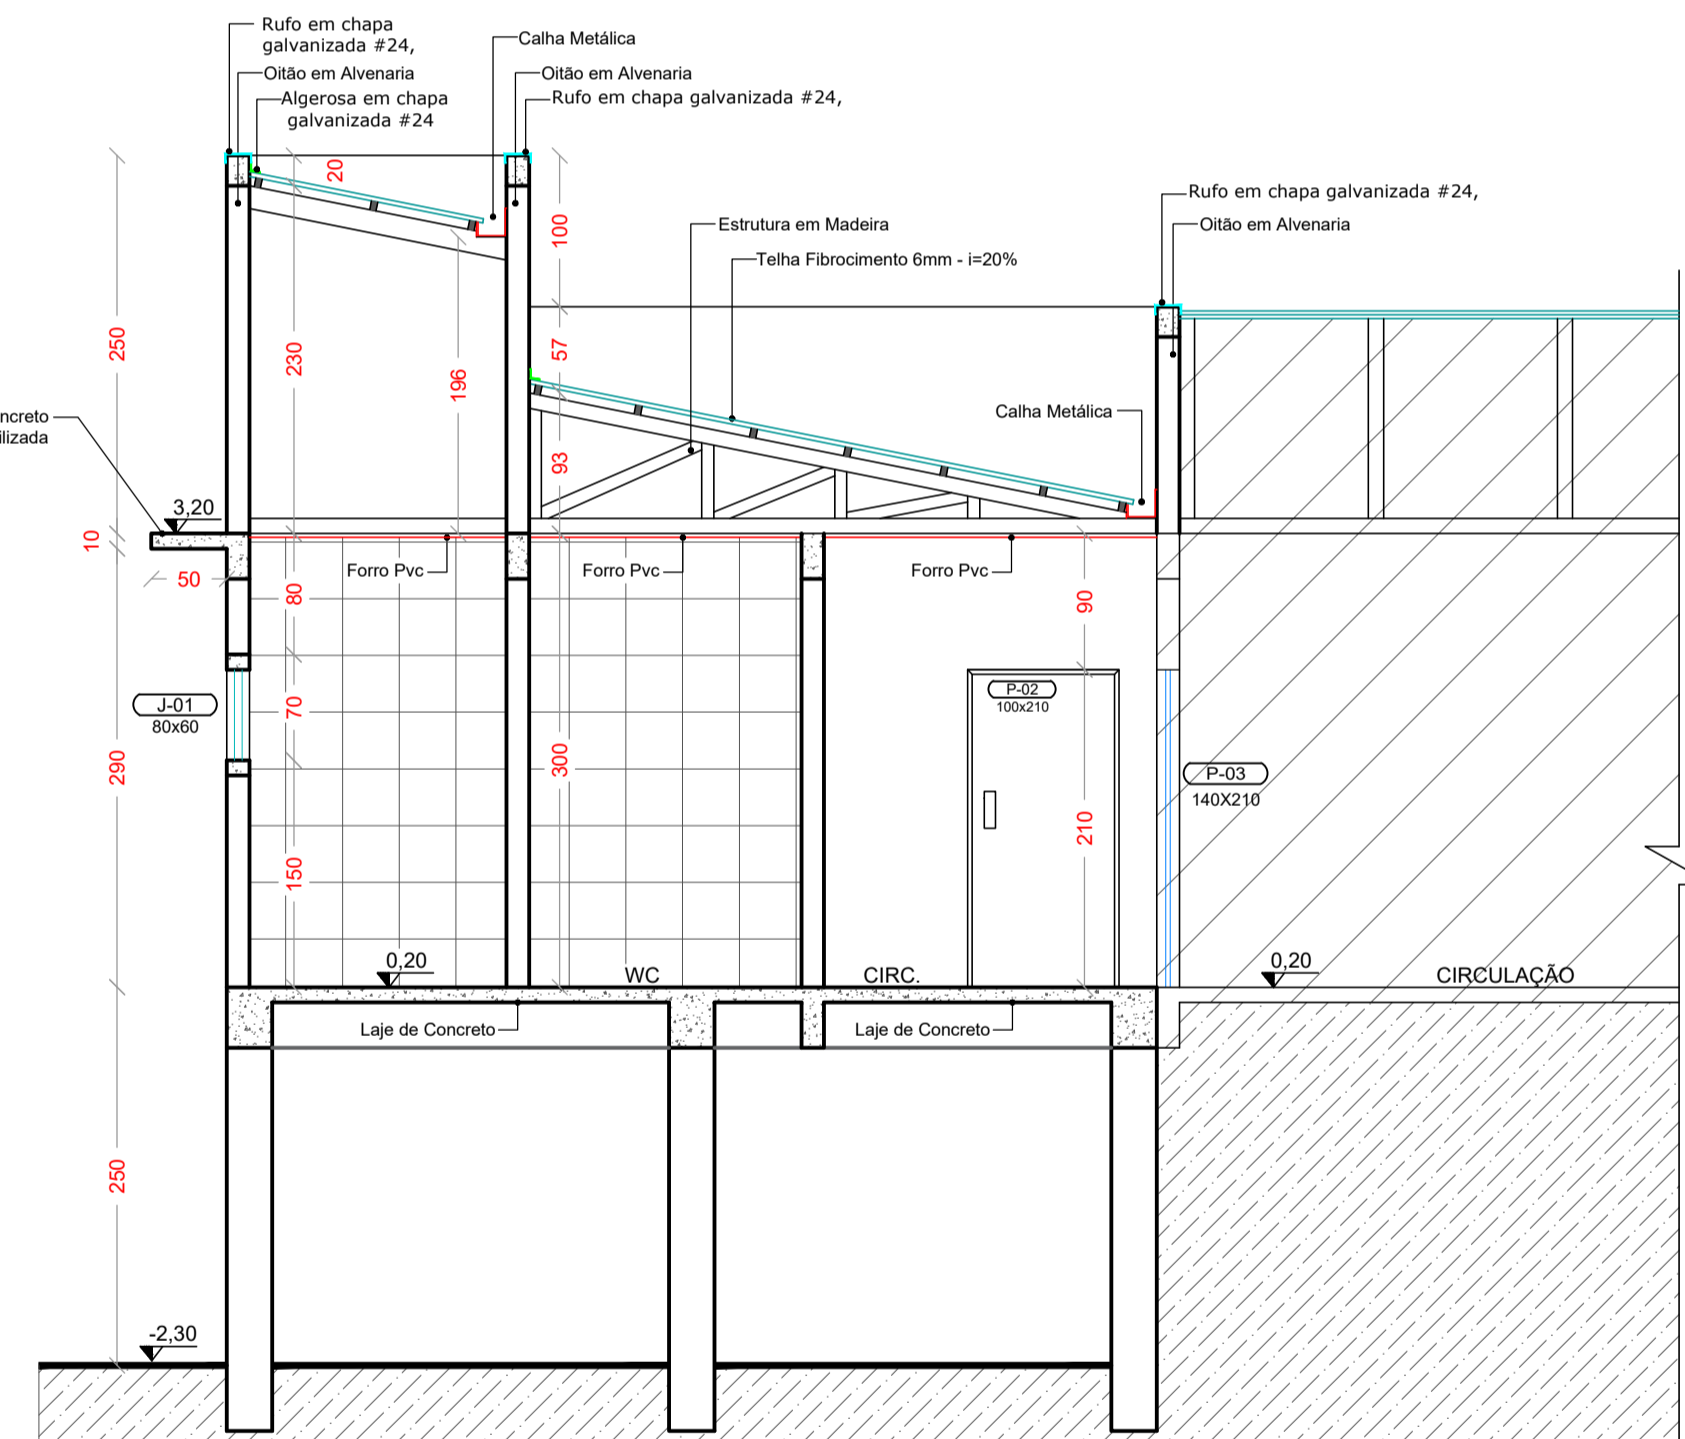 Rufo em chapa
galvanizada #24,
Calha Metálica
Oitão em Alvenaria
Oitão em Alvenaria
Algerosa em chapa
galvanizada #24
Rufo em chapa galvanizada #24,
20
100
Rufo em chapa galvanizada #24,
Oitão em Alvenaria
Estrutura em Madeira
Telha Fibrocimento 6mm - i=20%
250
230
196
57
93
Calha Metálica
ncreto
ilizada
3,20
10
50
Forro Pvc
Forro Pvc
Forro Pvc
80
90
J-01
80x60
70
P-02
100x210
290
300
P-03
140X210
210
150
0,20
WC
CIRC.
0,20
CIRCULAÇÃO
Laje de Concreto
Laje de Concreto
250
-2,30